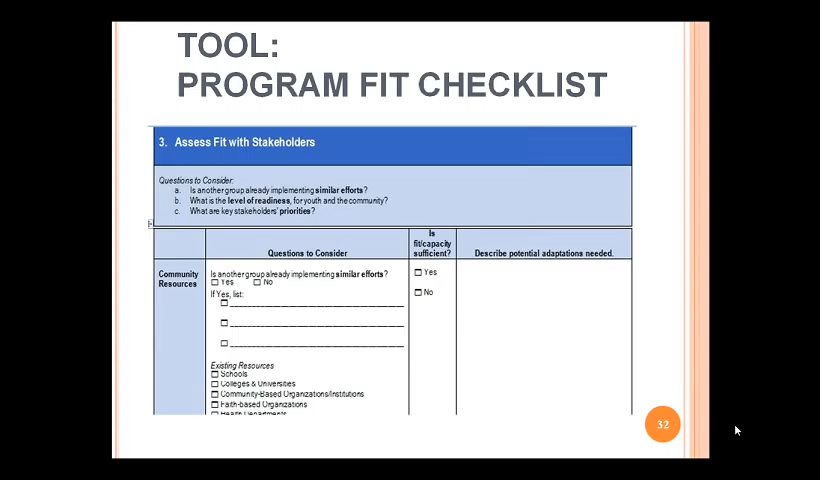 TOOL:
PROGRAM FIT CHECKLIST
3. Assess Fit with Stakeholders
Questions to Consider:
a. Is another group already implementing similar efforts?
b. What is the level of readiness, for youth and the community?
c. What are key stakeholders' priorities?
Questions to Consider
Is
fit/capacity
sufficient?
Describe potential adaptations needed.
Community
Resources
Is another group already implementing similar efforts?
Yes No
If Yes, list:
Existing Resources
Schools
Colleges & Universities
Community-Based Organizations/Institutions
Faith-based Organizations
Health Departments
Yes
No
32